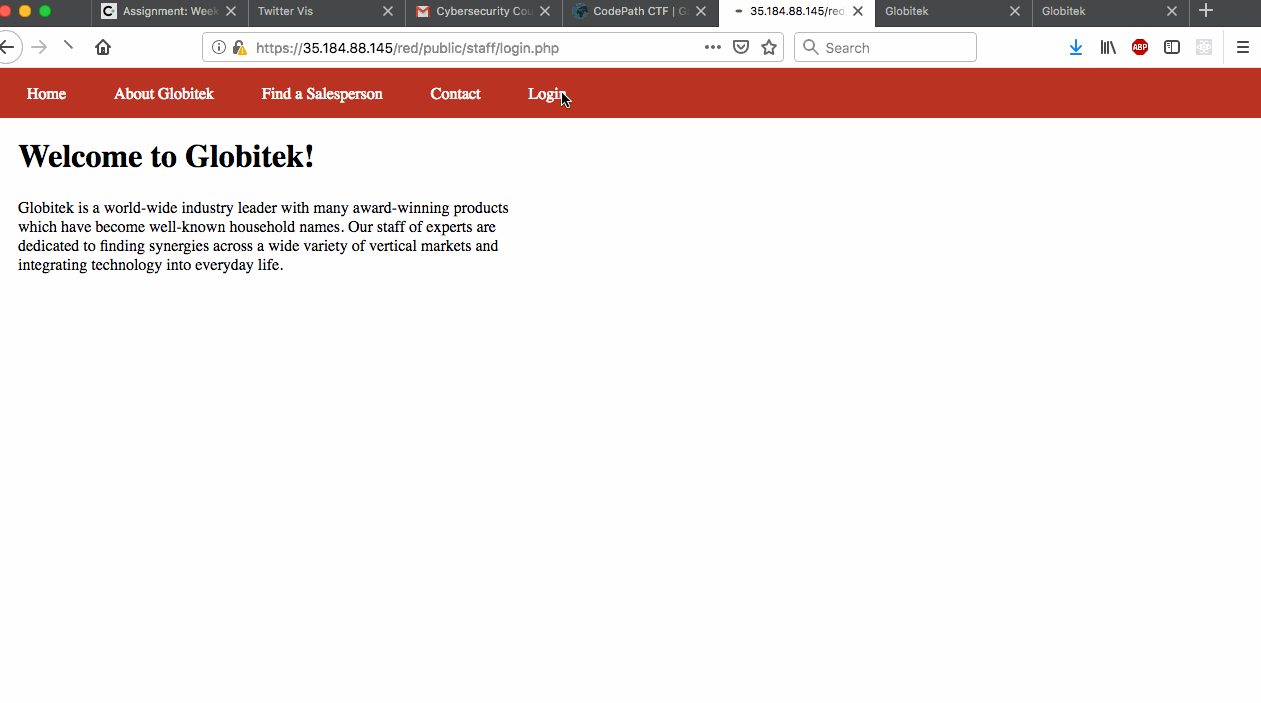 Assignment: Week
Twitter Vis
Cybersecurity Cou
CodePath CTF | Ga
35.184.88.145/red
Globitek
Globitek
https://35.184.88.145/red/public/staff/login.php
Search
ABP
Home
About Globitek
Find a Salesperson
Contact
Login
Welcome to Globitek!
Globitek is a world-wide industry leader with many award-winning products
which have become well-known household names. Our staff of experts are
dedicated to finding synergies across a wide variety of vertical markets and
integrating technology into everyday life.